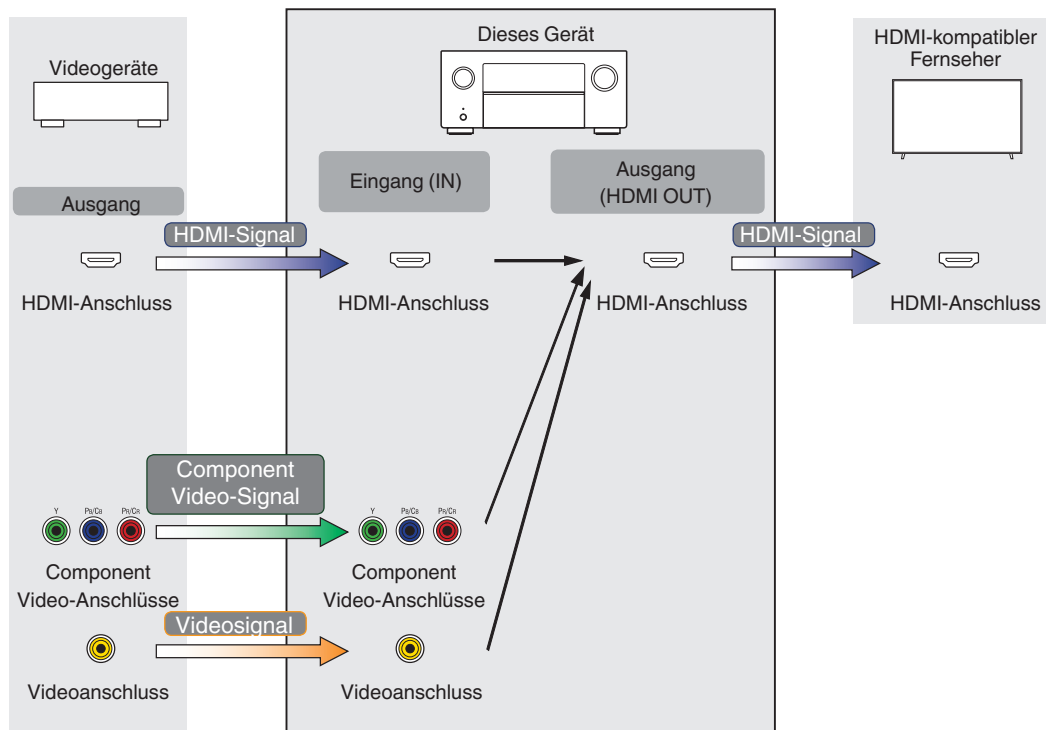 Dieses Gerät
HDMI-kompatibler
Fernseher
Videogeräte
Eingang (IN)
Ausgang
(HDMI OUT)
Ausgang
HDMI-Signal
HDMI-Signal
HDMI-Anschluss
HDMI-Anschluss
HDMI-Anschluss
HDMI-Anschluss
Component
Video-Signal
Y PB/CB PR/CR
Y PB/CB PR/CR
Component
Video-Anschlüsse
Component
Video-Anschlüsse
Videosignal
Videoanschluss
Videoanschluss